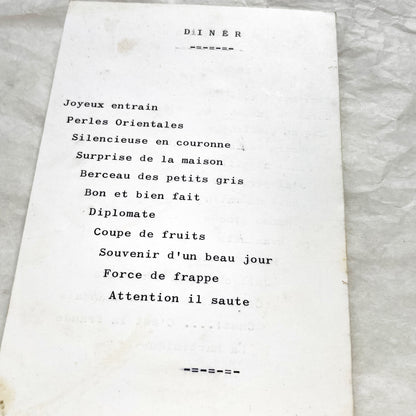 DINER
-=-=-=-
Joyeux entrain
Perles Orientales
Silencieuse en couronne
Surprise de la maison
Berceau des petits gris
Bon et bien fait
Diplomate
Coupe de fruits
Souvenir d'un beau jour
Force de frappe
Attention il saute
-=-=-=-